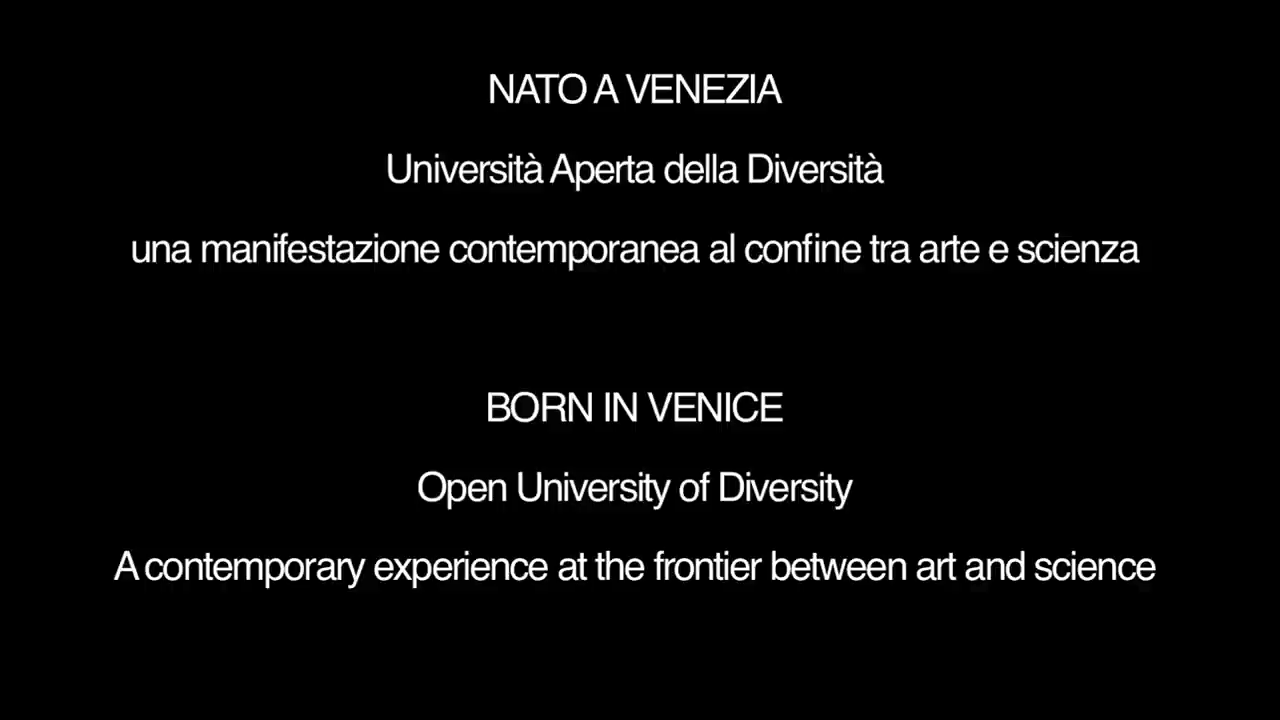 NATO A VENEZIA
Università Aperta della Diversità
una manifestazione contemporanea al confine tra arte e scienza
BORN IN VENICE
Open University of Diversity
A contemporary experience at the frontier between art and science